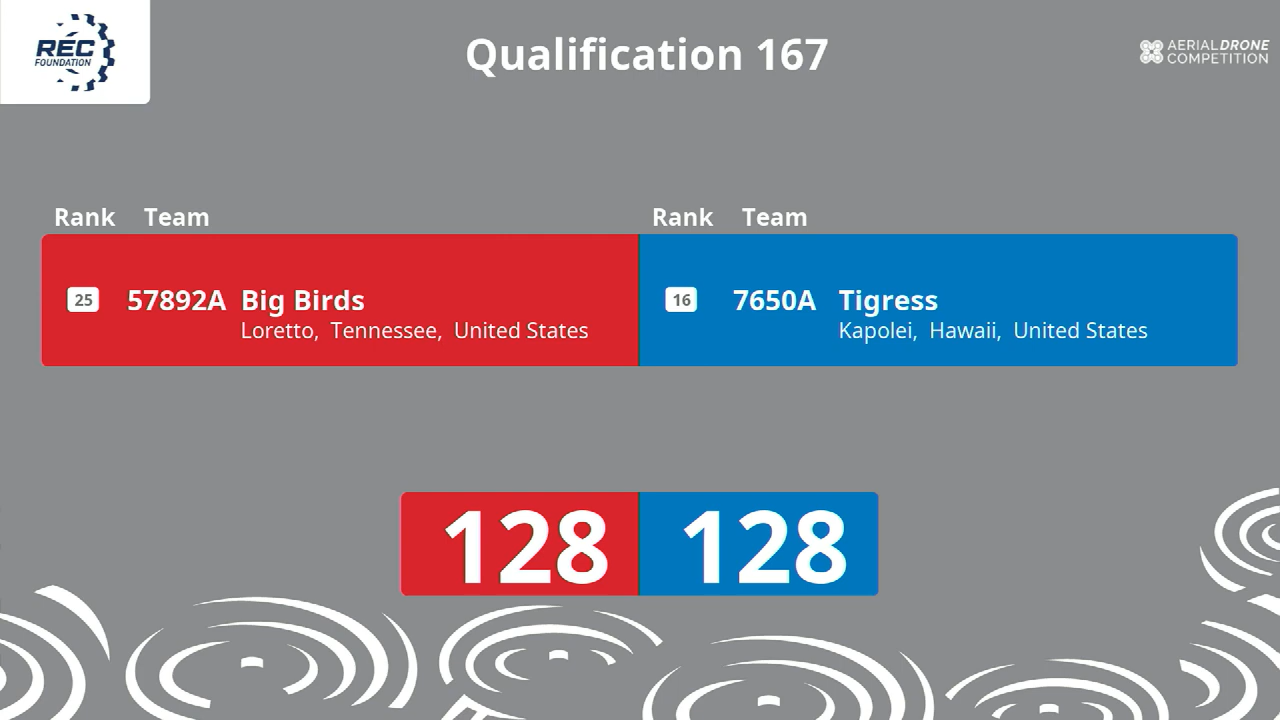 REC
FOUNDATION
Qualification 167
AERIALDRONE
COMPETITION
Rank Team
25 57892A Big Birds
Loretto, Tennessee, United States
Rank Team
16 7650A Tigress
Kapolei, Hawaii, United States
128 128